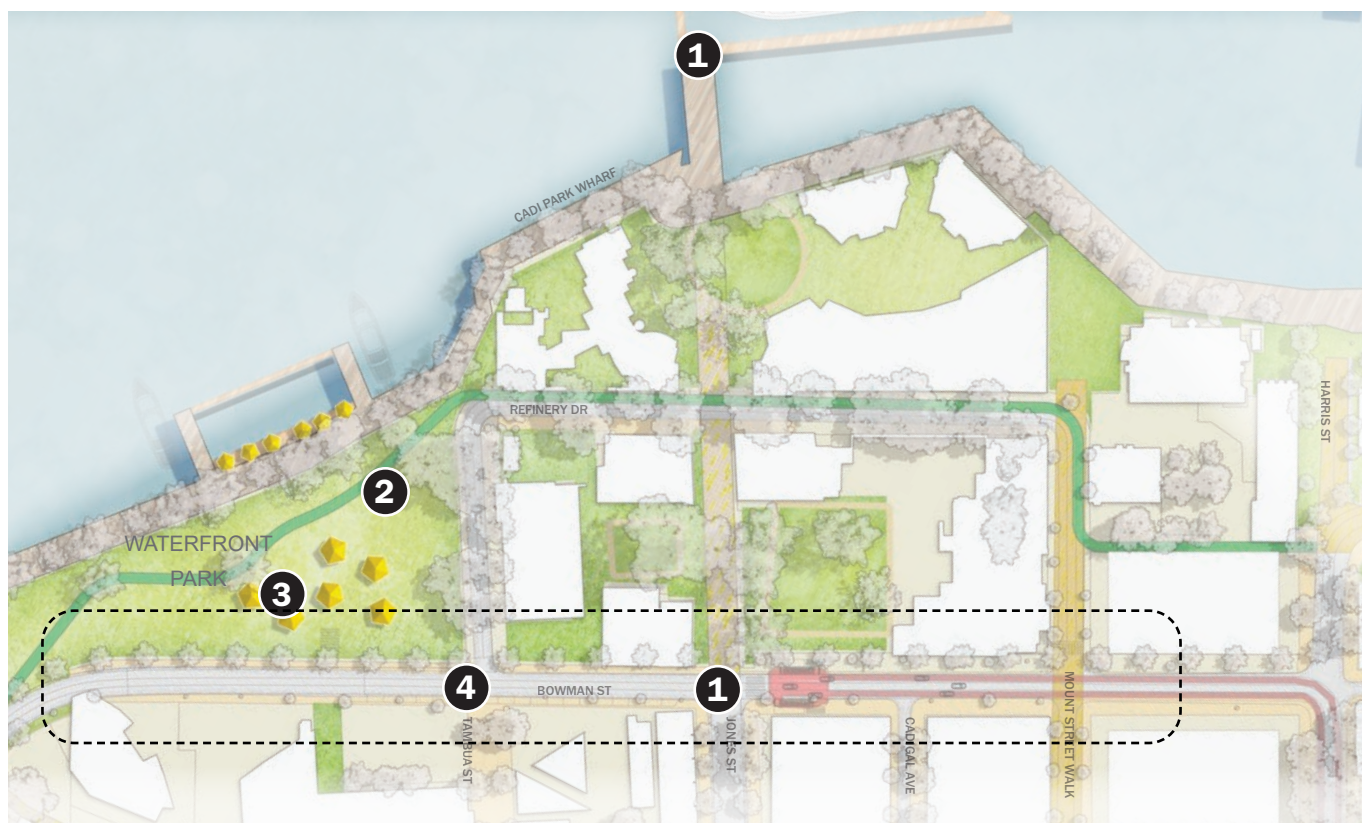 1
CADI PARK WHARF
REFINERY DR
HARRIS ST
2
WATERFRONT
PARK
3
4
BOWMAN ST
1
TAMBUA ST
JONES ST
CADIGAL AVE
MOUNT STREET WALK